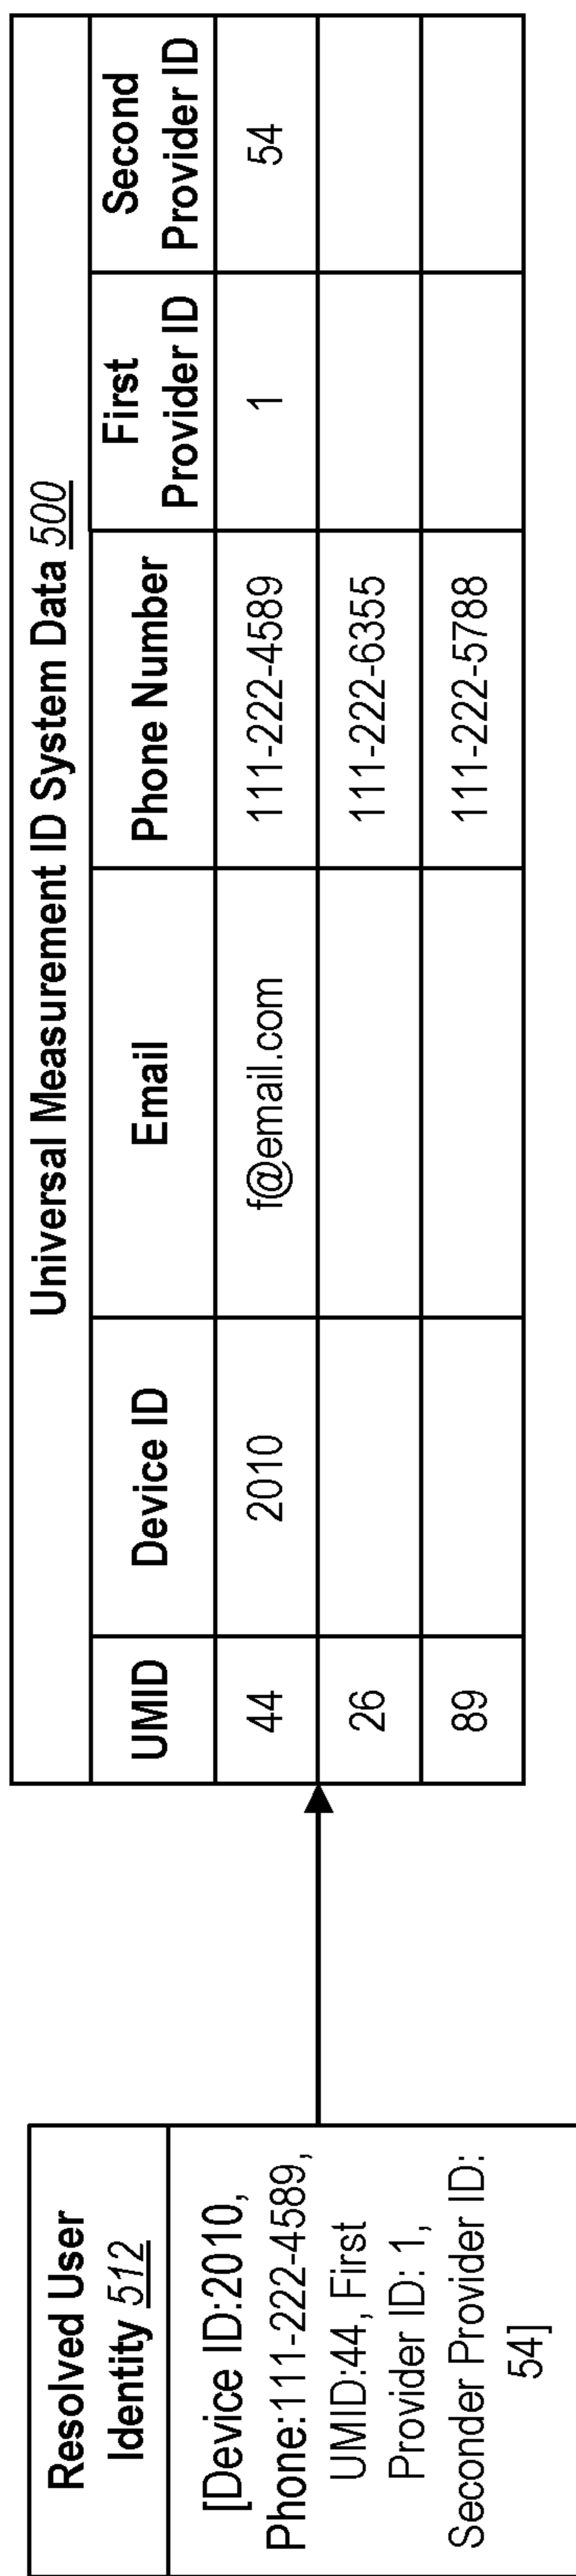 Resolved User
Identity 512
[Device ID:2010,
Phone:111-222-4589,
UMID:44, First
Provider ID: 1,
Seconder Provider ID:
54]
Universal Measurement ID System Data 500
UMID Device ID Email Phone Number First Provider ID Second Provider ID
44 2010 f@email.com 111-222-4589 1 54
26 111-222-6355
89 111-222-5788